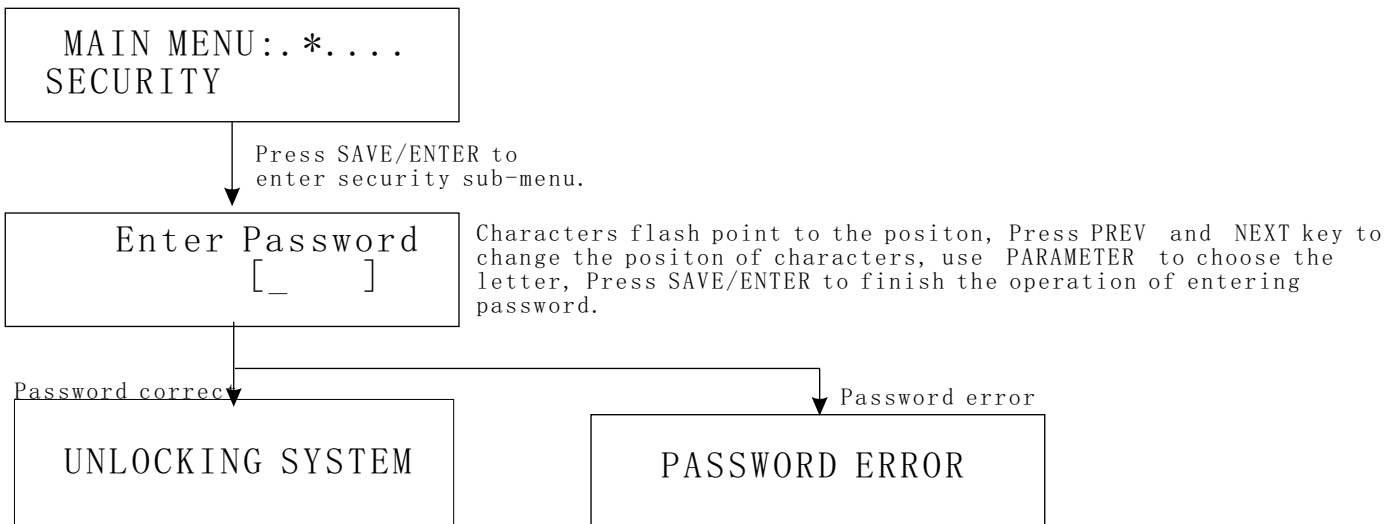 MAIN MENU:.*....
SECURITY
Press SAVE/ENTER to
enter security sub-menu.
Enter Password
[_ ]
Characters flash point to the positon, Press PREV and NEXT key to
change the positon of characters, use PARAMETER to choose the
letter, Press SAVE/ENTER to finish the operation of entering
password.
Password correct
Password error
UNLOCKING SYSTEM
PASSWORD ERROR